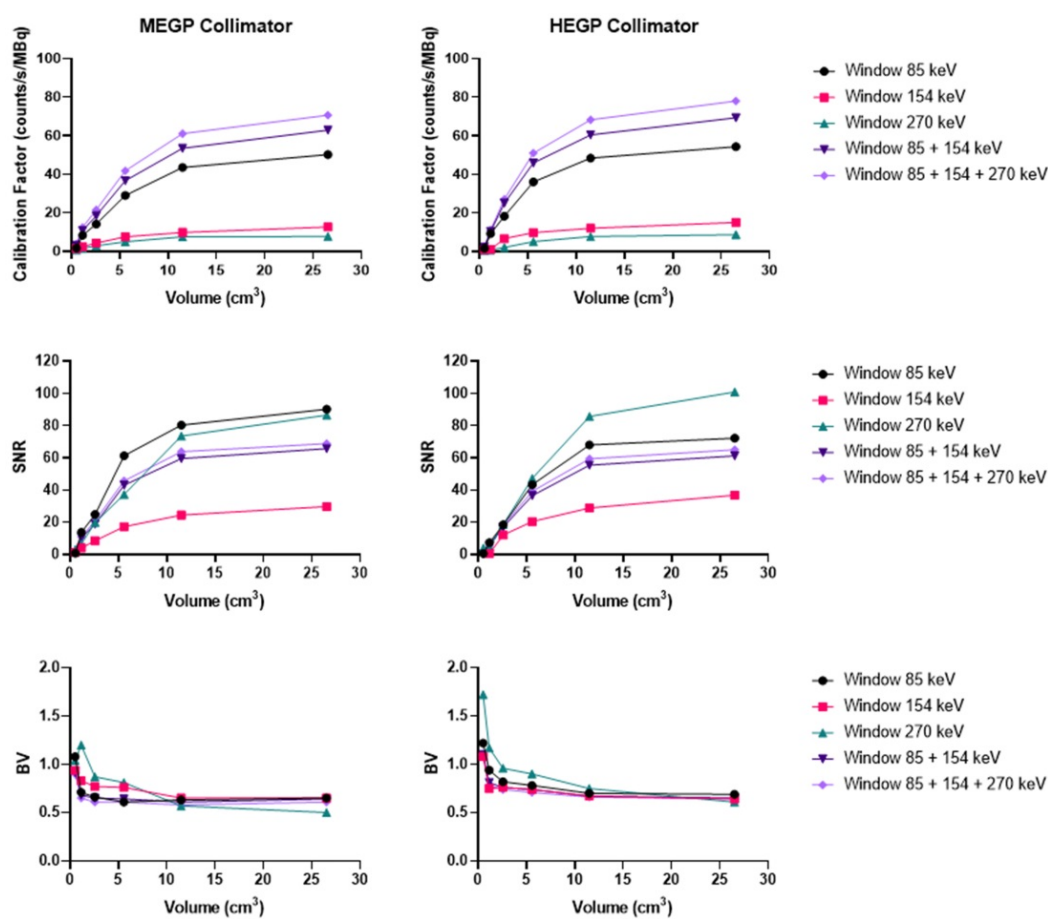 MEGP Collimator
HEGP Collimator
Calibration Factor (counts/s/MBq)
100
80
60
40
20
0
0 5 10 15 20 25 30
Volume (cm³)
Calibration Factor (counts/s/MBq)
100
80
60
40
20
0
0 5 10 15 20 25 30
Volume (cm³)
Window 85 keV
Window 154 keV
Window 270 keV
Window 85 + 154 keV
Window 85 + 154 + 270 keV
SNR
120
100
80
60
40
20
0
0 5 10 15 20 25 30
Volume (cm³)
SNR
120
100
80
60
40
20
0
0 5 10 15 20 25 30
Volume (cm³)
Window 85 keV
Window 154 keV
Window 270 keV
Window 85 + 154 keV
Window 85 + 154 + 270 keV
BV
2.0
1.5
1.0
0.5
0.0
0 5 10 15 20 25 30
Volume (cm³)
BV
2.0
1.5
1.0
0.5
0.0
0 5 10 15 20 25 30
Volume (cm³)
Window 85 keV
Window 154 keV
Window 270 keV
Window 85 + 154 keV
Window 85 + 154 + 270 keV